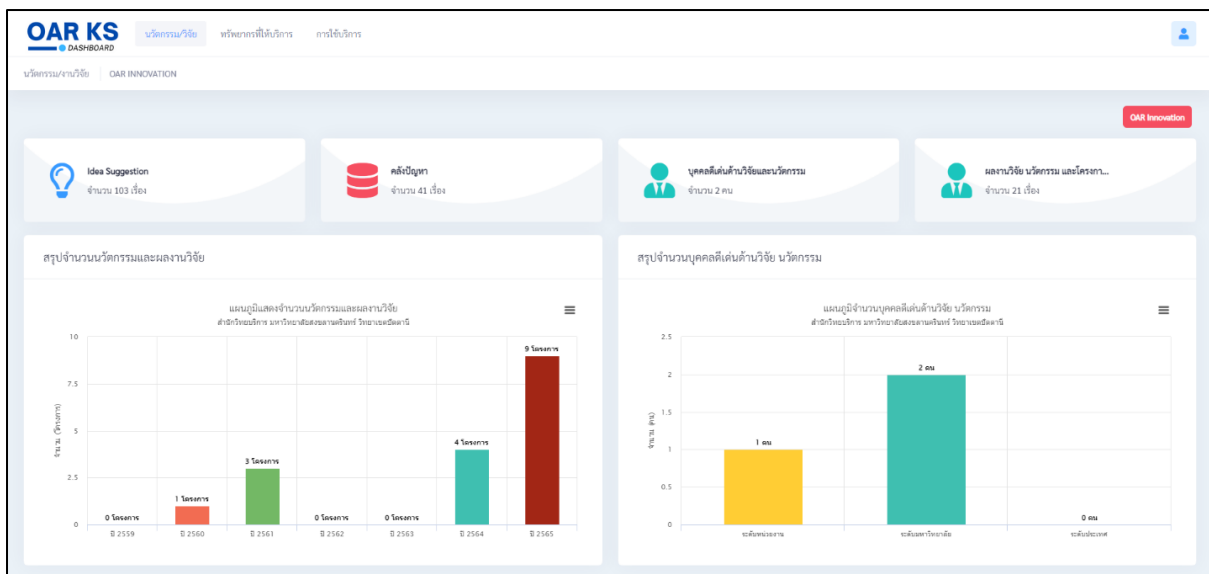 OAR KS
DASHBOARD
นวัตกรรม/วิจัย ทรัพยากรที่ให้บริการ การใช้บริการ
นวัตกรรม/งานวิจัย OAR INNOVATION
OAR Innovation
Idea Suggestion
จำนวน 103 เรื่อง
คลังปัญหา
จำนวน 41 เรื่อง
บุคคลดีเด่นด้านวิจัยและนวัตกรรม
จำนวน 2 คน
ผลงานวิจัย นวัตกรรม และโครงกา...
จำนวน 21 เรื่อง
สรุปจำนวนนวัตกรรมและผลงานวิจัย
แผนภูมิแสดงจำนวนนวัตกรรมและผลงานวิจัย
สำนักวิทยบริการ มหาวิทยาลัยสงขลานครินทร์ วิทยาเขตปัตตานี
จำนวน (โครงการ)
10
7.5
5
2.5
0
0 โครงการ
1 โครงการ
3 โครงการ
0 โครงการ
0 โครงการ
4 โครงการ
9 โครงการ
ปี 2559 ปี 2560 ปี 2561 ปี 2562 ปี 2563 ปี 2564 ปี 2565
สรุปจำนวนบุคคลดีเด่นด้านวิจัย นวัตกรรม
แผนภูมิจำนวนบุคคลดีเด่นด้านวิจัย นวัตกรรม
สำนักวิทยบริการ มหาวิทยาลัยสงขลานครินทร์ วิทยาเขตปัตตานี
จำนวน (คน)
2.5
2
1.5
1
0.5
0
1 คน
2 คน
0 คน
ระดับหน่วยงาน ระดับมหาวิทยาลัย ระดับประเทศ